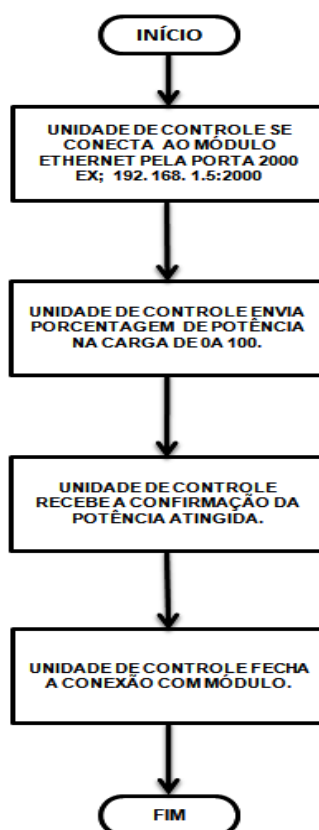 INÍCIO
UNIDADE DE CONTROLE SE
CONECTA AO MÓDULO
ETHERNET PELA PORTA 2000
EX; 192. 168. 1.5:2000
UNIDADE DE CONTROLE ENVIA
PORCENTAGEM DE POTÊNCIA
NA CARGA DE 0A 100.
UNIDADE DE CONTROLE
RECEBE A CONFIRMAÇÃO DA
POTÊNCIA ATINGIDA.
UNIDADE DE CONTROLE FECHA
A CONEXÃO COM MÓDULO.
FIM